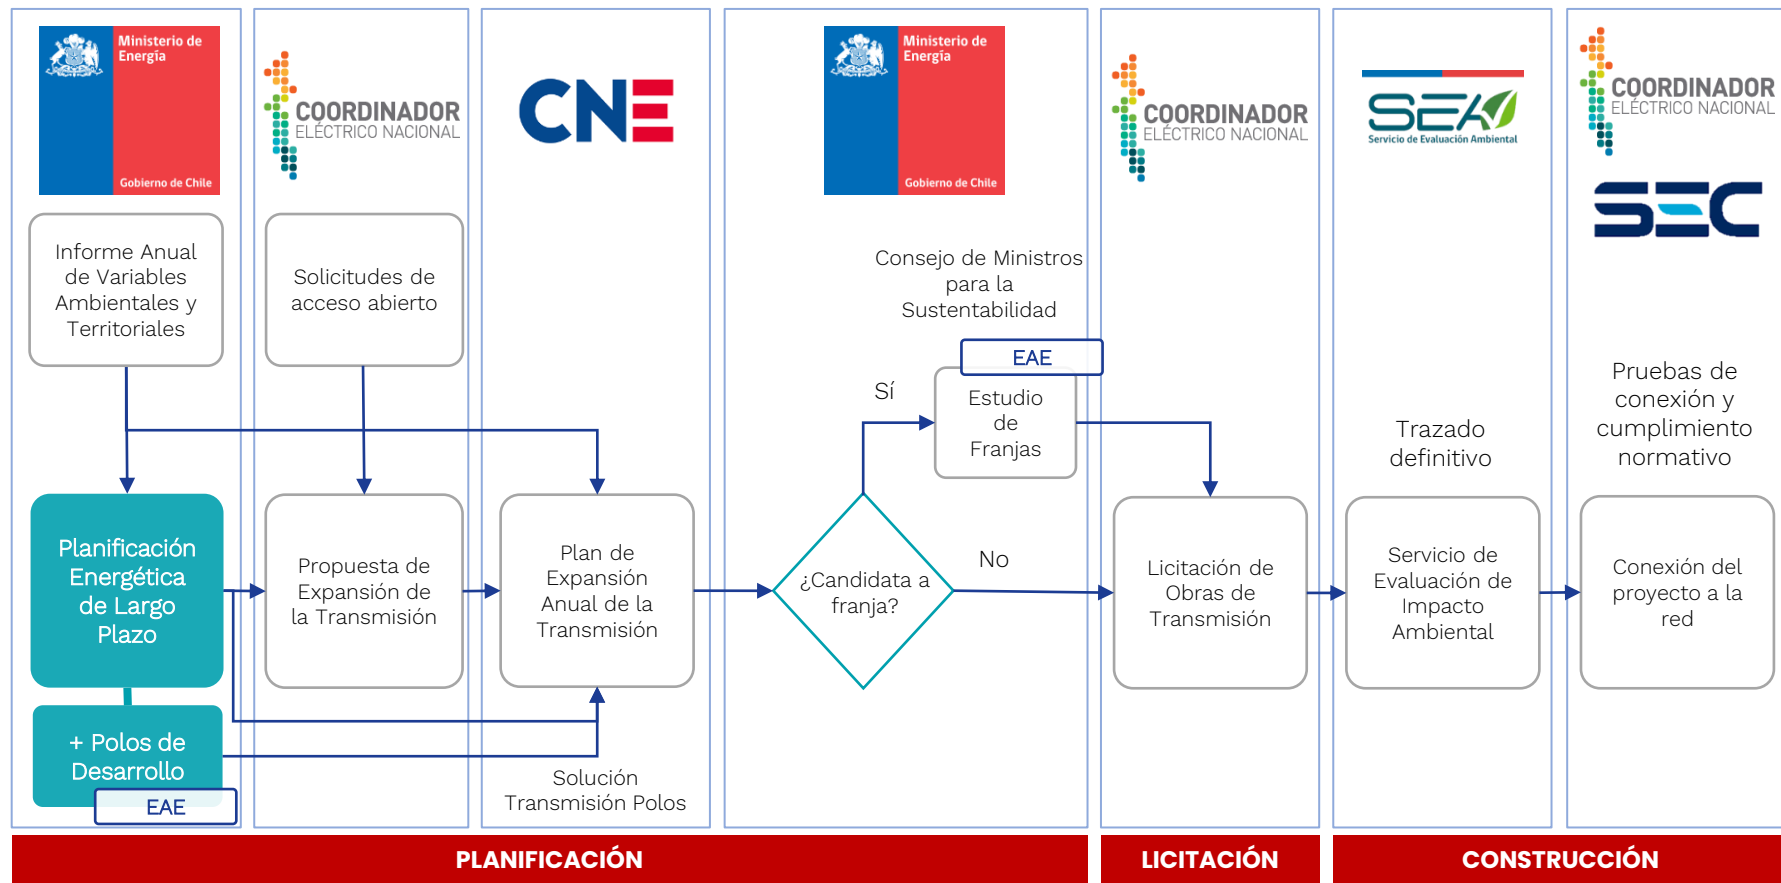 Ministerio de
Energía
Gobierno de Chile
COORDINADOR
ELÉCTRICO NACIONAL
CNE
Ministerio de
Energía
Gobierno de Chile
COORDINADOR
ELÉCTRICO NACIONAL
SEA
Servicio de Evaluación Ambiental
COORDINADOR
ELÉCTRICO NACIONAL
SEC
Informe Anual
de Variables
Ambientales y
Territoriales
Solicitudes de
acceso abierto
Consejo de Ministros
para la
Sustentabilidad
EAE
Sí
Estudio
de
Franjas
Trazado
definitivo
Pruebas de
conexión y
cumplimiento
normativo
Planificación
Energética
de Largo
Plazo
Propuesta de
Expansión de
la Transmisión
Plan de
Expansión
Anual de la
Transmisión
¿Candidata a
franja?
No
Licitación de
Obras de
Transmisión
Servicio de
Evaluación de
Impacto
Ambiental
Conexión del
proyecto a la
red
+ Polos de
Desarrollo
EAE
Solución
Transmisión Polos
PLANIFICACIÓN
LICITACIÓN
CONSTRUCCIÓN